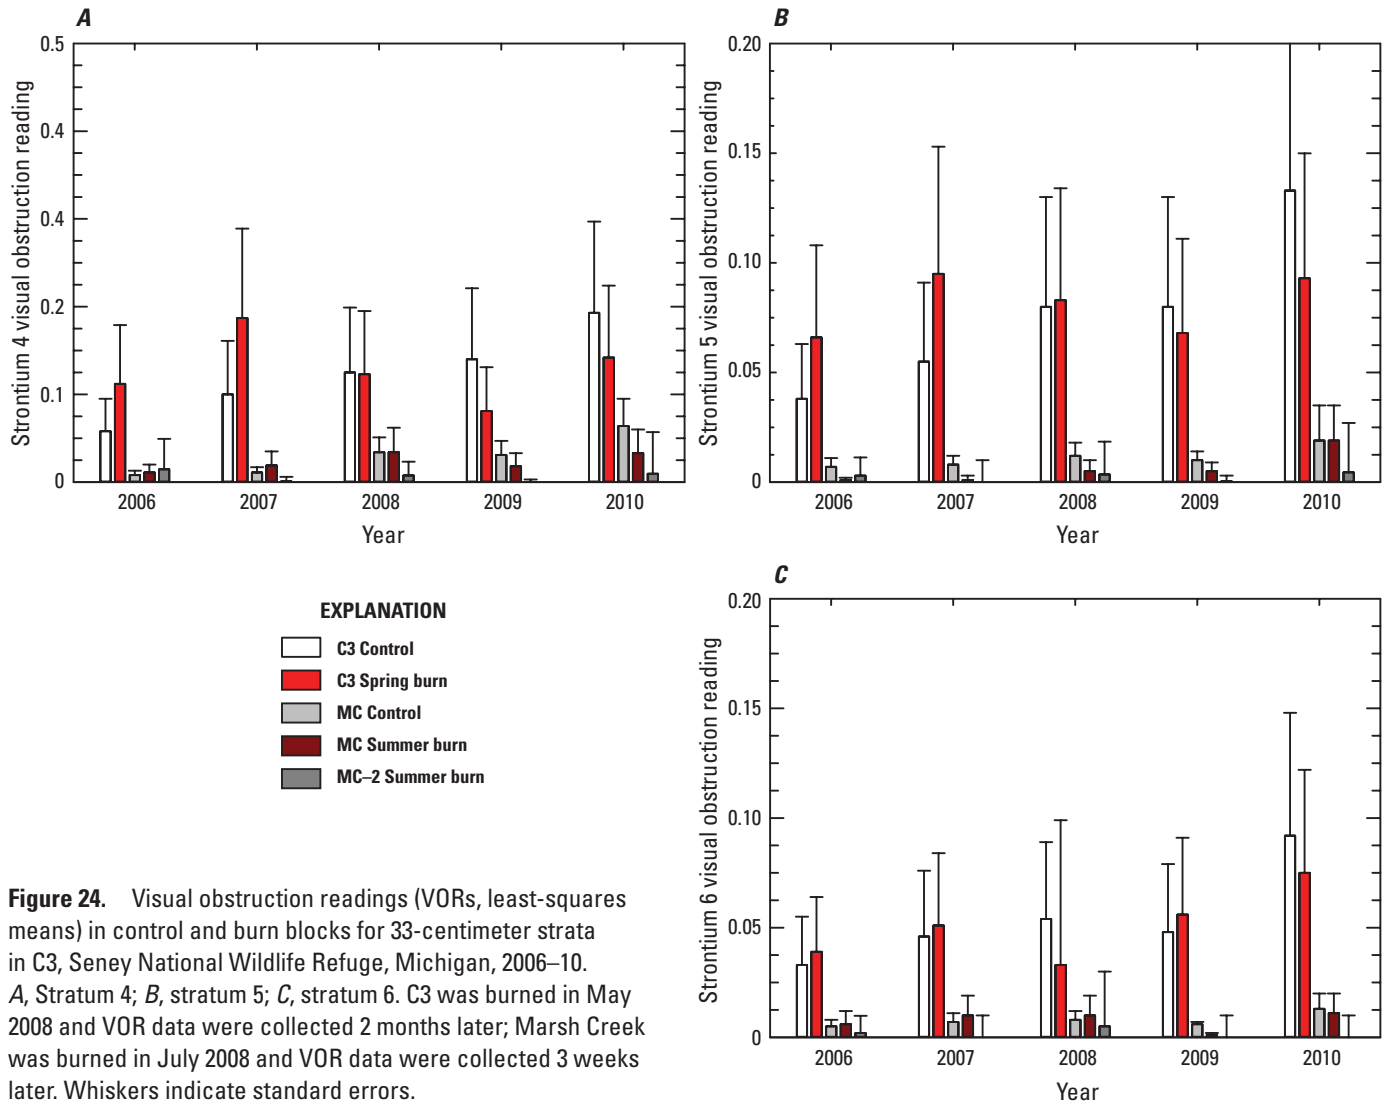 A
Strontium 4 visual obstruction reading
0.5
0.4
0.4
0.2
0.1
0
2006 2007 2008 2009 2010
Year
B
Strontium 5 visual obstruction reading
0.20
0.15
0.10
0.05
0
2006 2007 2008 2009 2010
Year
C
Strontium 6 visual obstruction reading
0.20
0.15
0.10
0.05
0
2006 2007 2008 2009 2010
Year
EXPLANATION
C3 Control
C3 Spring burn
MC Control
MC Summer burn
MC–2 Summer burn
Figure 24. Visual obstruction readings (VORs, least-squares
means) in control and burn blocks for 33-centimeter strata
in C3, Seney National Wildlife Refuge, Michigan, 2006–10.
A, Stratum 4; B, stratum 5; C, stratum 6. C3 was burned in May
2008 and VOR data were collected 2 months later; Marsh Creek
was burned in July 2008 and VOR data were collected 3 weeks
later. Whiskers indicate standard errors.